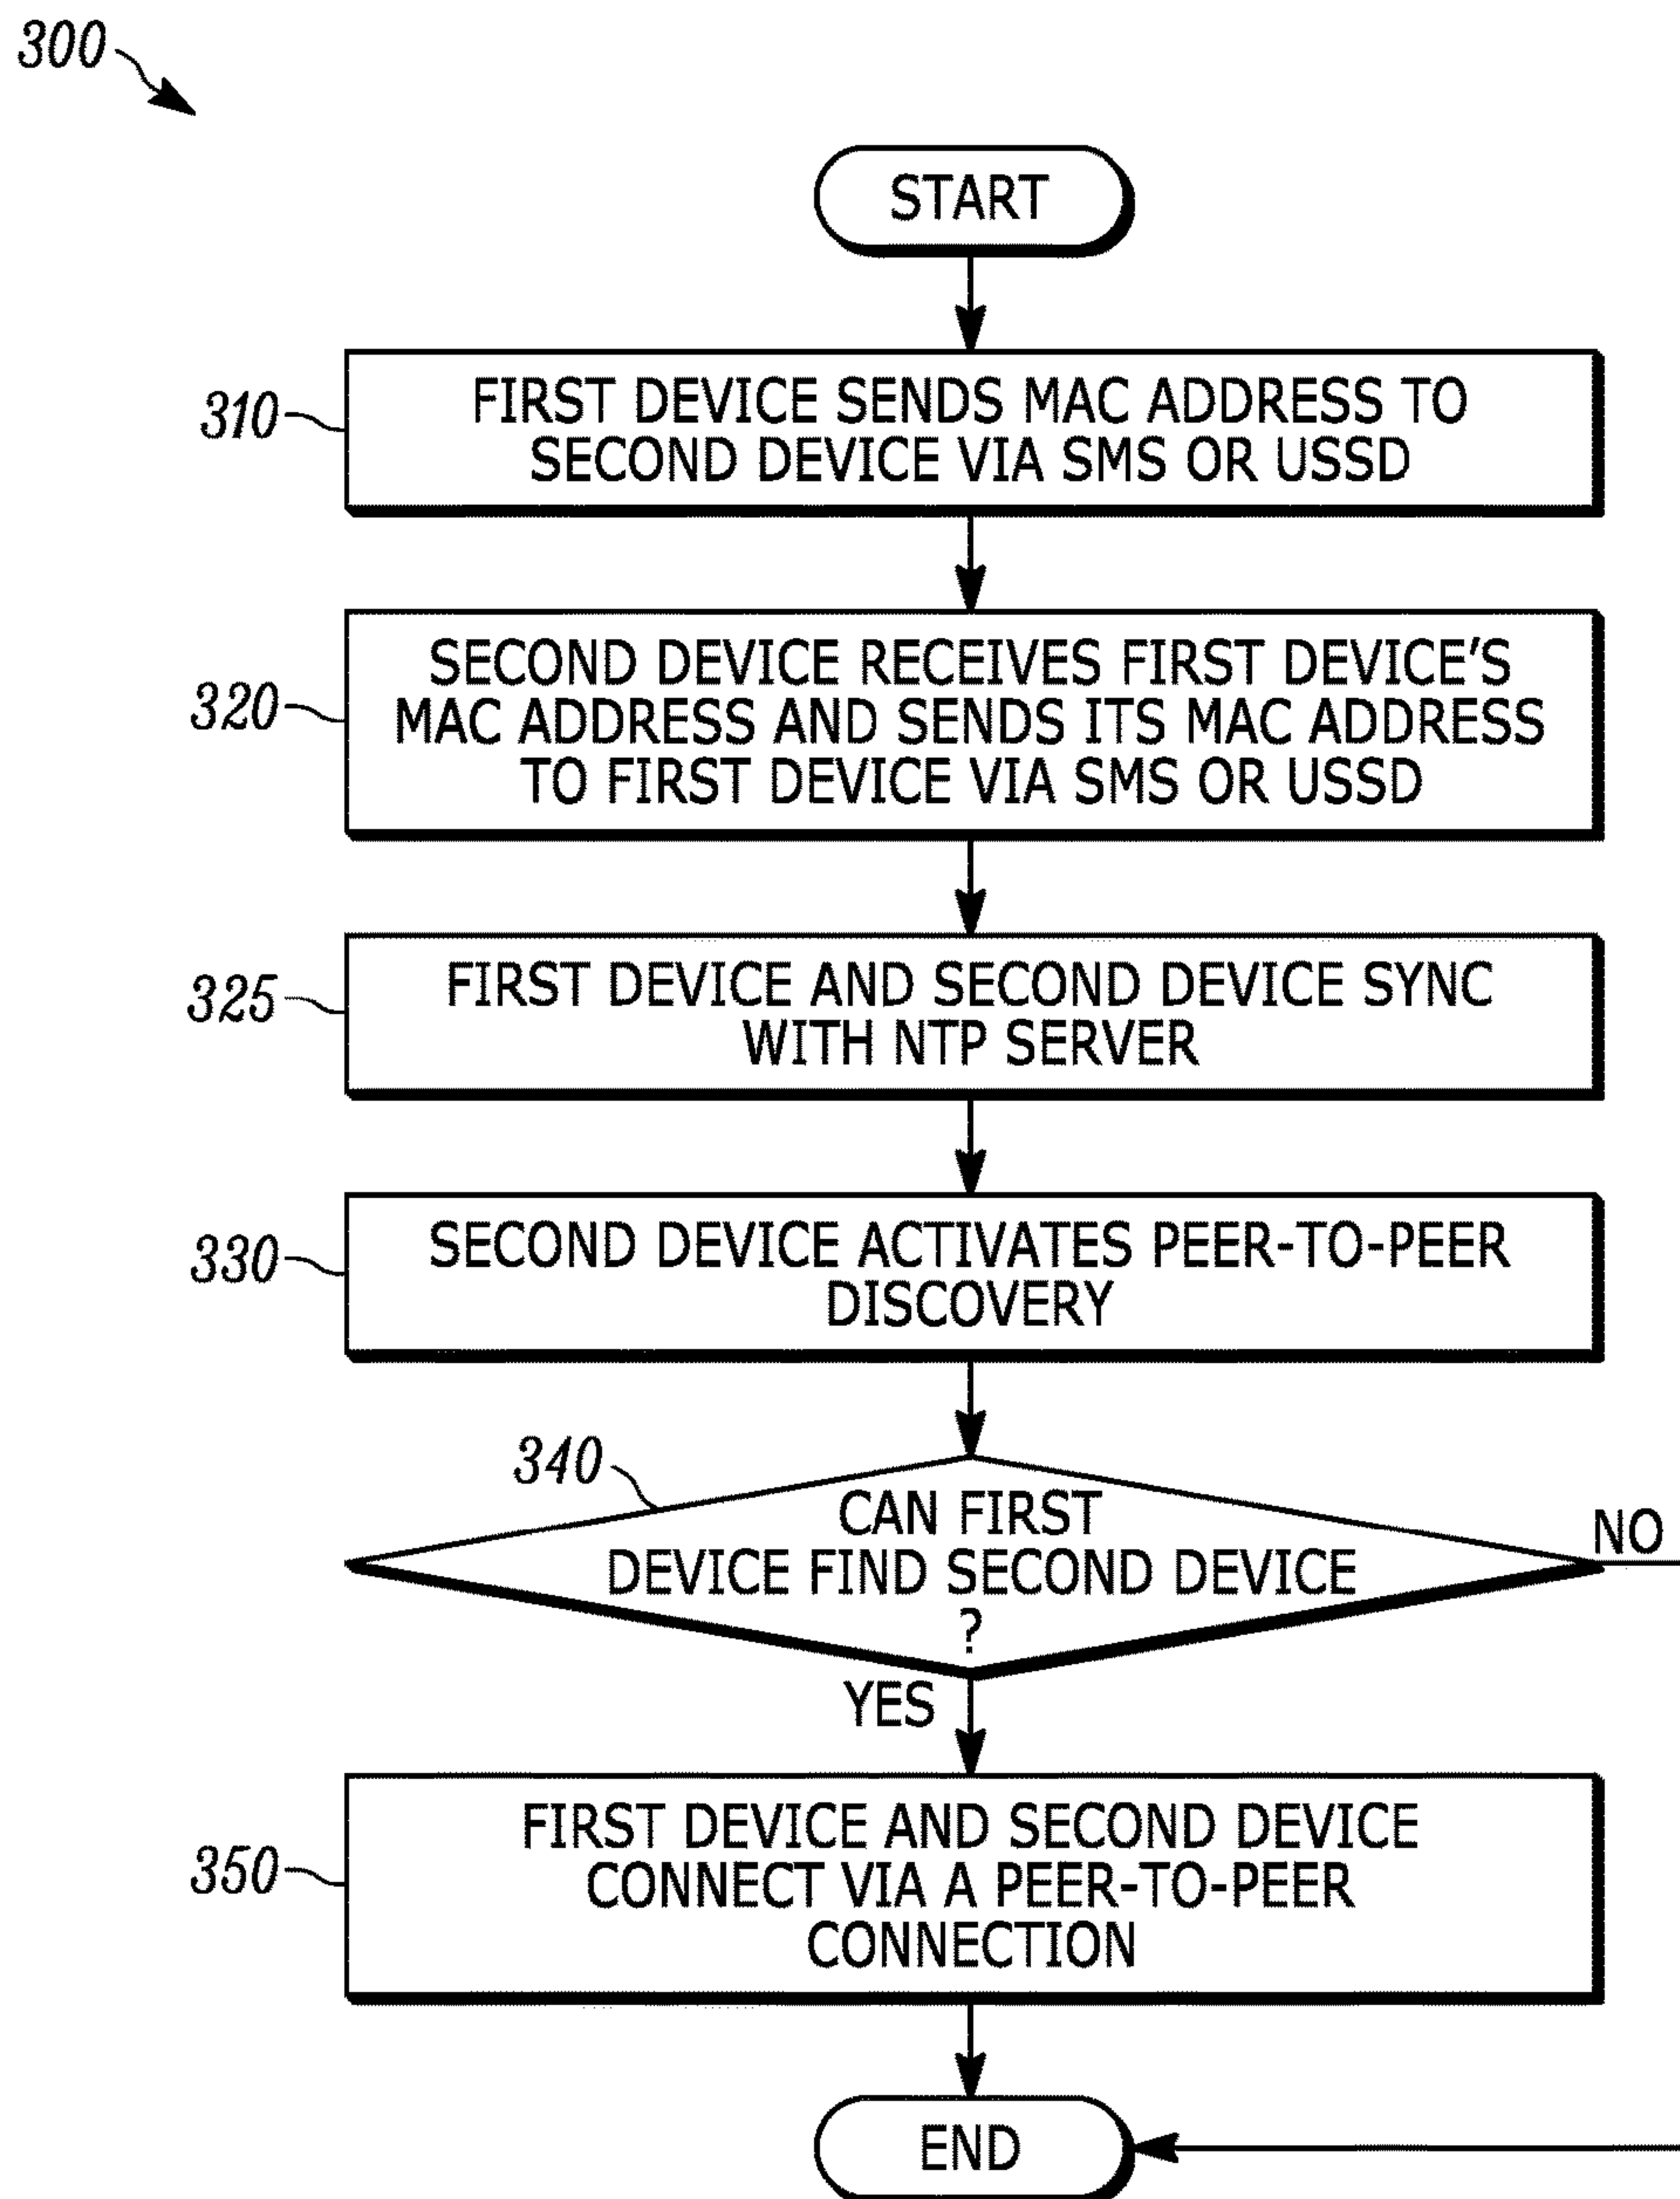 300
START
310
FIRST DEVICE SENDS MAC ADDRESS TO
SECOND DEVICE VIA SMS OR USSD
320
SECOND DEVICE RECEIVES FIRST DEVICE'S
MAC ADDRESS AND SENDS ITS MAC ADDRESS
TO FIRST DEVICE VIA SMS OR USSD
325
FIRST DEVICE AND SECOND DEVICE SYNC
WITH NTP SERVER
330
SECOND DEVICE ACTIVATES PEER-TO-PEER
DISCOVERY
340
CAN FIRST
DEVICE FIND SECOND DEVICE
?
NO
YES
350
FIRST DEVICE AND SECOND DEVICE
CONNECT VIA A PEER-TO-PEER
CONNECTION
END